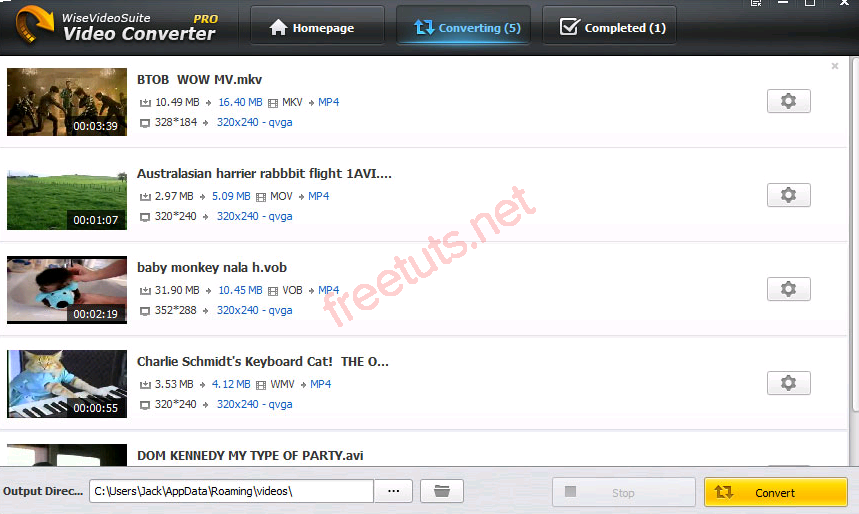 WiseVideoSuite PRO
Video Converter
Homepage
Converting (5)
Completed (1)
BTOB  WOW MV.mkv
10.49 MB 16.40 MB MKV MP4
328*184 320x240 - qvga
00:03:39
Australasian harrier rabbbit flight 1AVI....
2.97 MB 5.09 MB MOV MP4
320*240 320x240 - qvga
00:01:07
baby monkey nala h.vob
31.90 MB 10.45 MB VOB MP4
352*288 320x240 - qvga
00:02:19
Charlie Schmidt's Keyboard Cat!  THE O...
3.53 MB 4.12 MB WMV MP4
320*240 320x240 - qvga
00:00:55
DOM KENNEDY MY TYPE OF PARTY.avi
freetuts.net
Output Direc... C:\Users\Jack\AppData\Roaming\videos\ ... Stop Convert